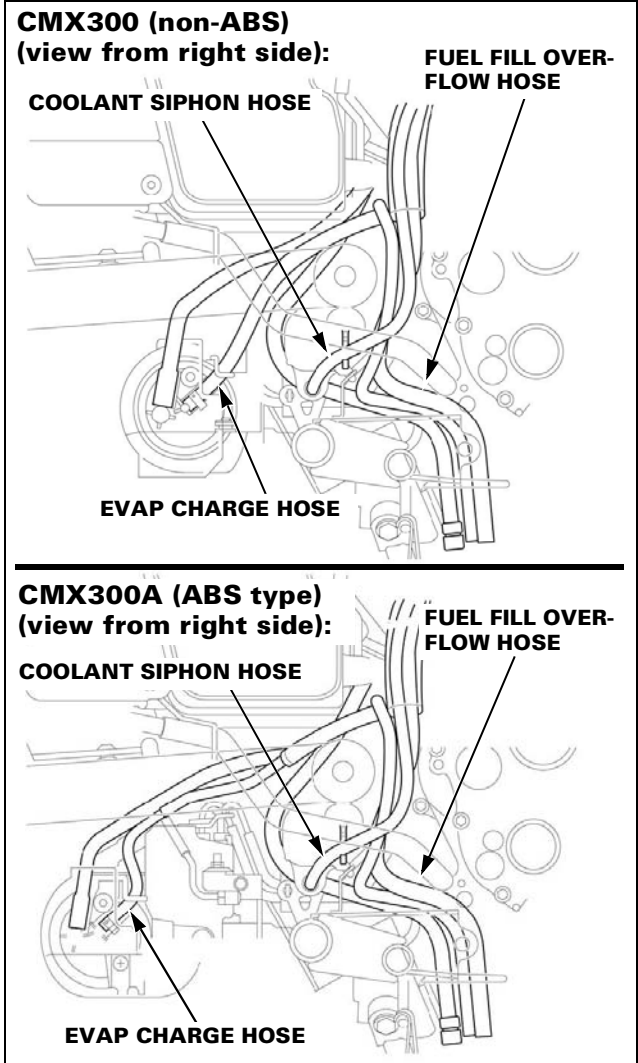 CMX300 (non-ABS)
(view from right side):
FUEL FILL OVER-
FLOW HOSE
COOLANT SIPHON HOSE
EVAP CHARGE HOSE
CMX300A (ABS type)
(view from right side):
FUEL FILL OVER-
FLOW HOSE
COOLANT SIPHON HOSE
EVAP CHARGE HOSE